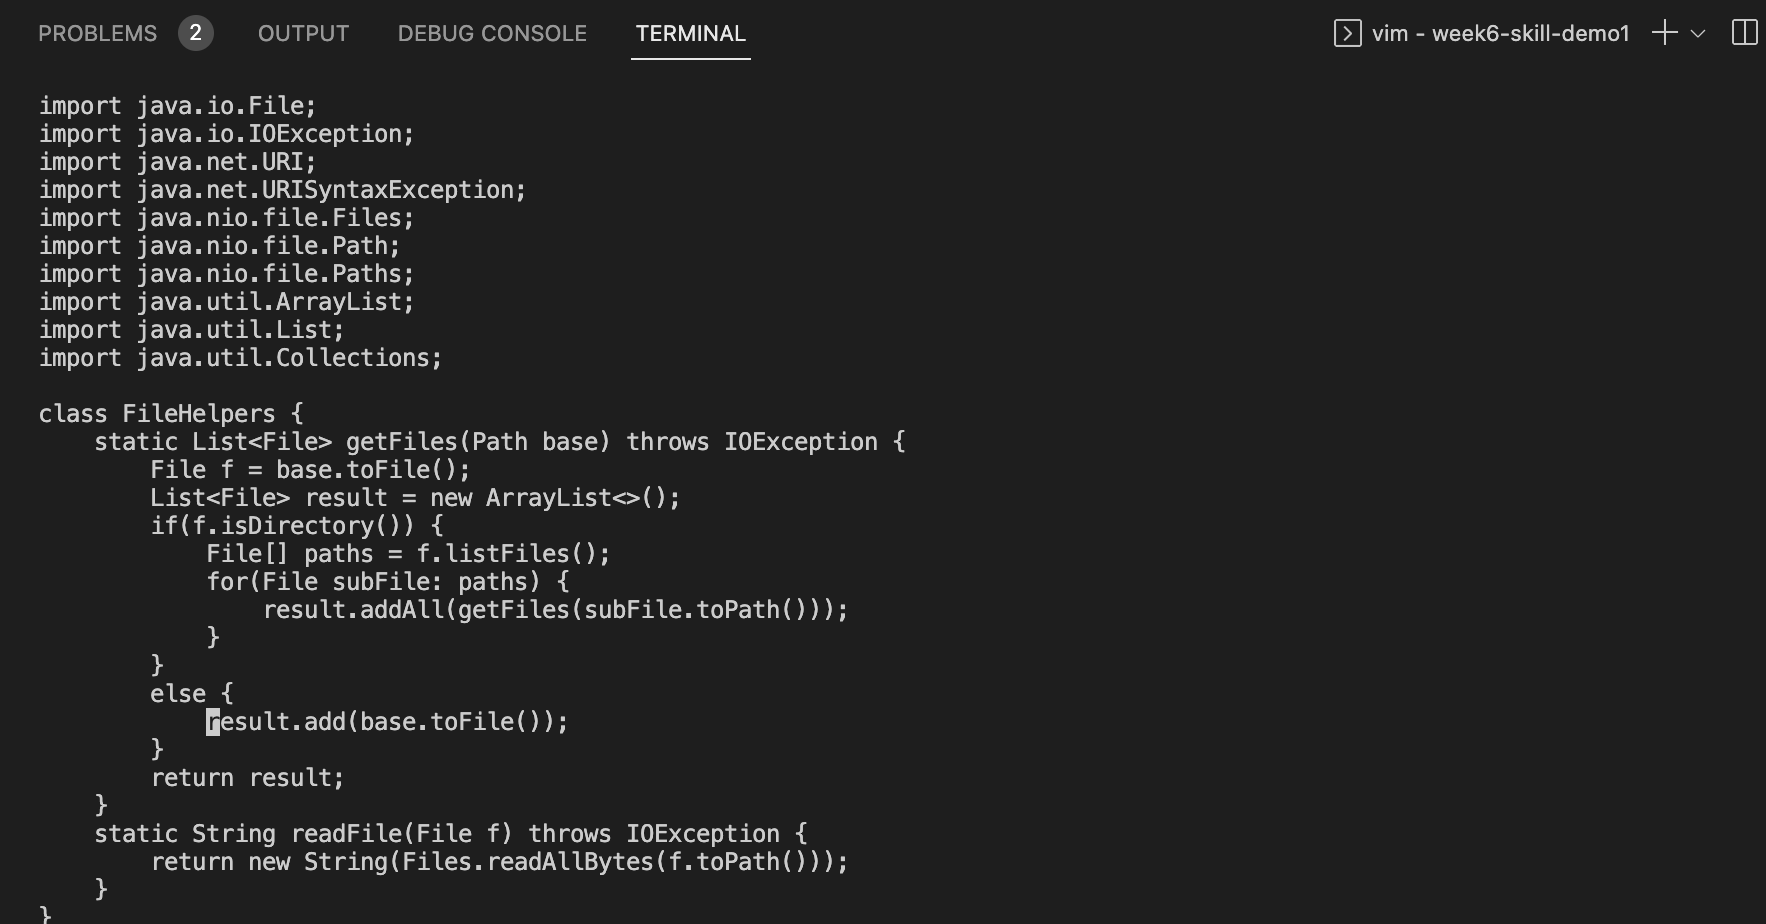 PROBLEMS 2 OUTPUT DEBUG CONSOLE TERMINAL vim - week6-skill-demo1
import java.io.File;
import java.io.IOException;
import java.net.URI;
import java.net.URISyntaxException;
import java.nio.file.Files;
import java.nio.file.Path;
import java.nio.file.Paths;
import java.util.ArrayList;
import java.util.List;
import java.util.Collections;

class FileHelpers {
    static List<File> getFiles(Path base) throws IOException {
        File f = base.toFile();
        List<File> result = new ArrayList<>();
        if(f.isDirectory()) {
            File[] paths = f.listFiles();
            for(File subFile: paths) {
                result.addAll(getFiles(subFile.toPath()));
            }
        }
        else {
            result.add(base.toFile());
        }
        return result;
    }
    static String readFile(File f) throws IOException {
        return new String(Files.readAllBytes(f.toPath()));
    }
}